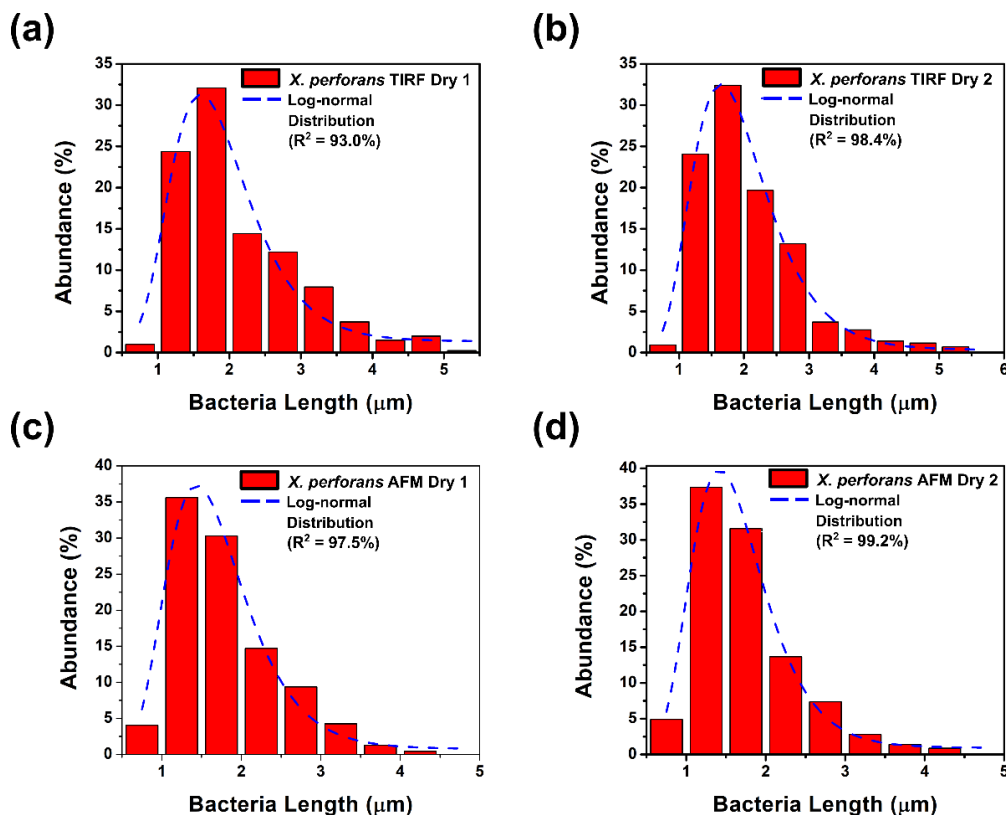 (a)
35
30
25
20
15
10
5
0
Abundance (%)
X. perforans TIRF Dry 1
Log-normal
Distribution
(R² = 93.0%)
1 2 3 4 5
Bacteria Length (μm)
(b)
35
30
25
20
15
10
5
0
Abundance (%)
X. perforans TIRF Dry 2
Log-normal
Distribution
(R² = 98.4%)
1 2 3 4 5 6
Bacteria Length (μm)
(c)
40
35
30
25
20
15
10
5
0
Abundance (%)
X. perforans AFM Dry 1
Log-normal
Distribution
(R² = 97.5%)
1 2 3 4 5
Bacteria Length (μm)
(d)
40
35
30
25
20
15
10
5
0
Abundance (%)
X. perforans AFM Dry 2
Log-normal
Distribution
(R² = 99.2%)
1 2 3 4 5
Bacteria Length (μm)